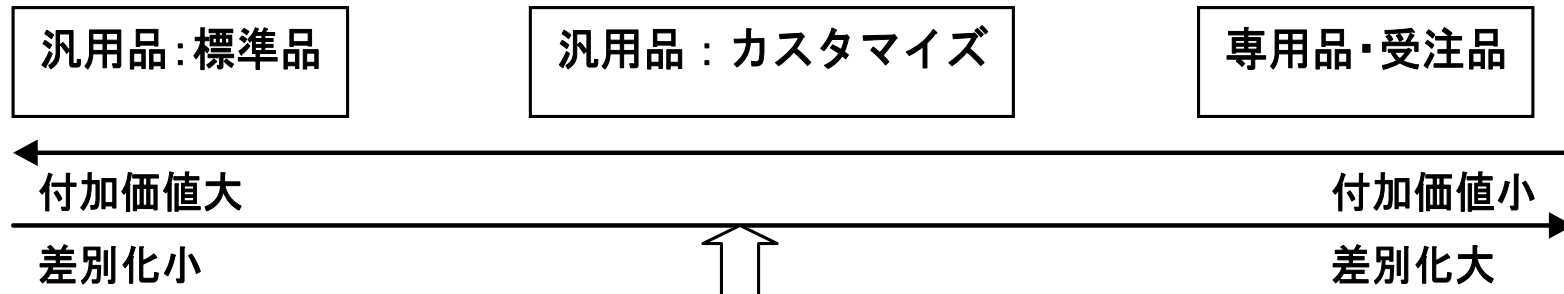 汎用品:標準品
汎用品:カスタマイズ
専用品・受注品
付加価値大
付加価値小
差別化小
差別化大